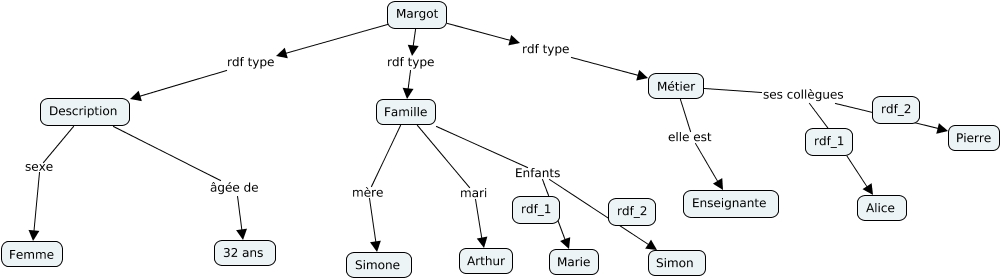 Margot
rdf type
rdf type
rdf type
Description
Famille
Métier
sexe
âgée de
mère
mari
Enfants
rdf_1
rdf_2
elle est
ses collègues
rdf_1
rdf_2
Femme
32 ans
Simone
Arthur
Marie
Simon
Enseignante
Alice
Pierre